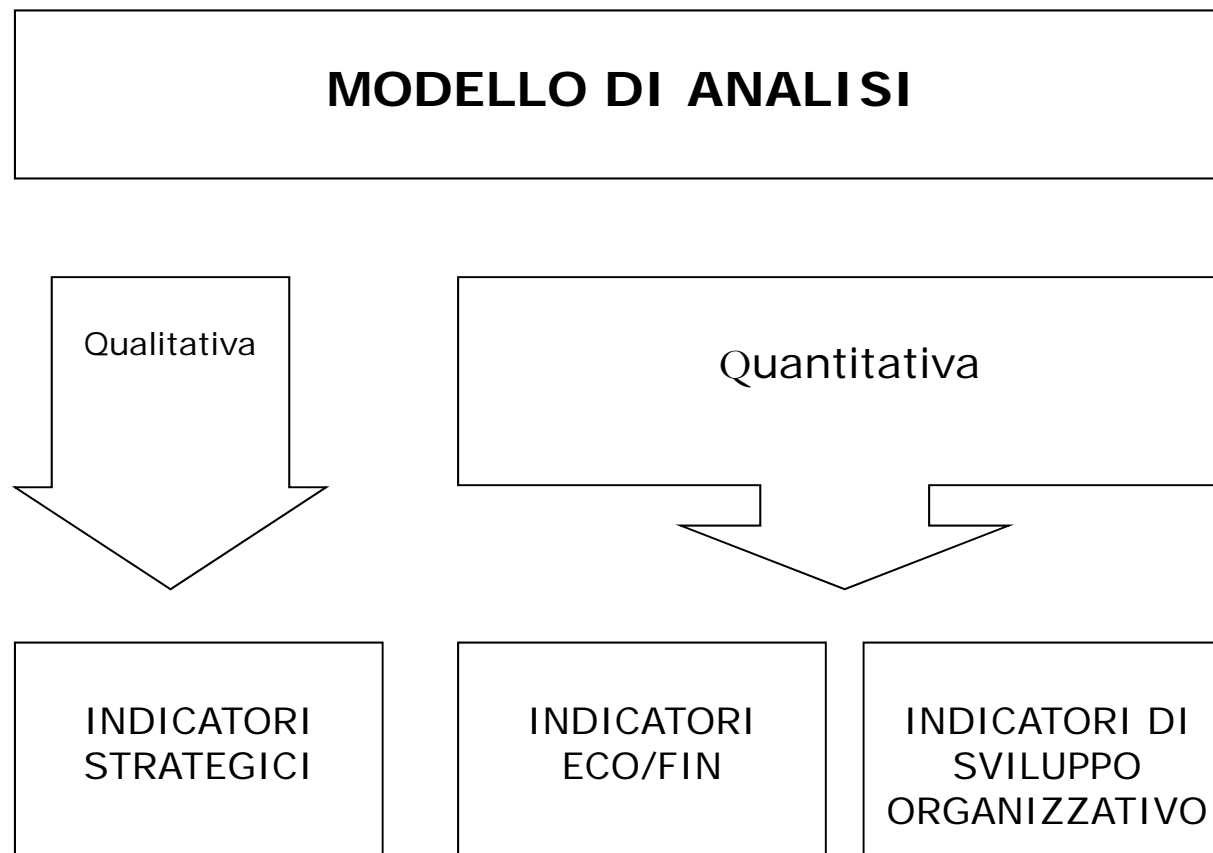 MODELLO DI ANALISI
Qualitativa
Quantitativa
INDICATORI
STRATEGICI
INDICATORI
ECO/FIN
INDICATORI DI
SVILUPPO
ORGANIZZATIVO